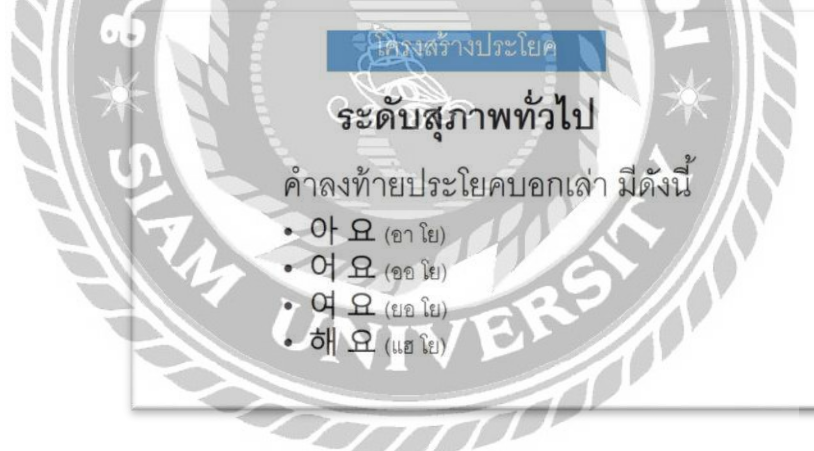 โครงสร้างประโยค
ระดับสุภาพทั่วไป
คำลงท้ายประโยคบอกเล่า มีดังนี้
• 아 요 (อา โย)
• 어 요 (ออ โย)
• 여 요 (ยอ โย)
• 해 요 (แฮ โย)
SIAM UNIVERSITY